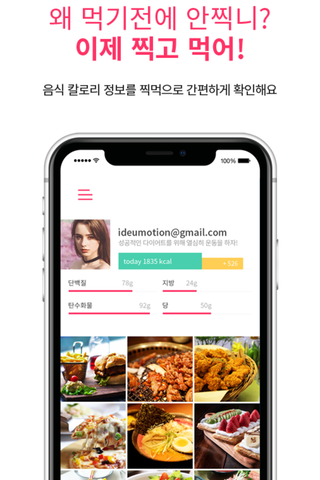 왜 먹기전에 안찍니?
이제 찍고 먹어!
음식 칼로리 정보를 찍먹으로 간편하게 확인해요
100%
ideumotion@gmail.com
성공적인 다이어트를 위해 열심히 운동을 하자!
today 1835 kcal
+ 525
단백질 78g 지방 24g
탄수화물 92g 당 50g